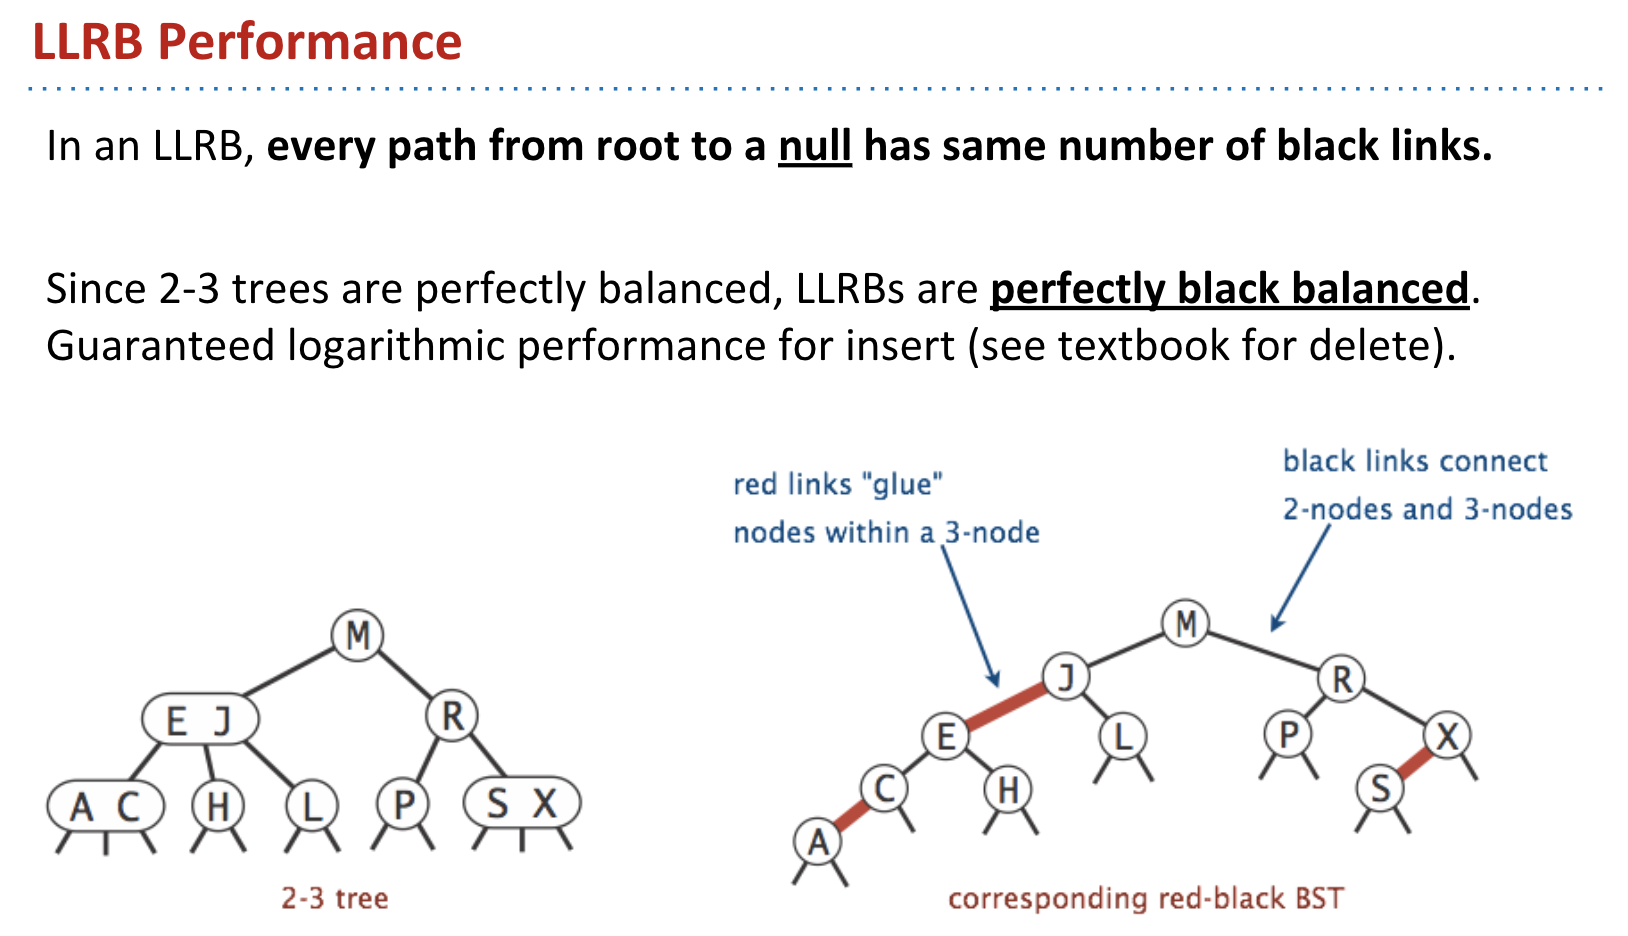 LLRB Performance
In an LLRB, every path from root to a null has same number of black links.
Since 2-3 trees are perfectly balanced, LLRBs are perfectly black balanced.
Guaranteed logarithmic performance for insert (see textbook for delete).
M
E J
R
A C
H
L
P
S X
2-3 tree
red links "glue"
nodes within a 3-node
black links connect
2-nodes and 3-nodes
M
J
R
E
L
P
X
C
H
S
A
corresponding red-black BST